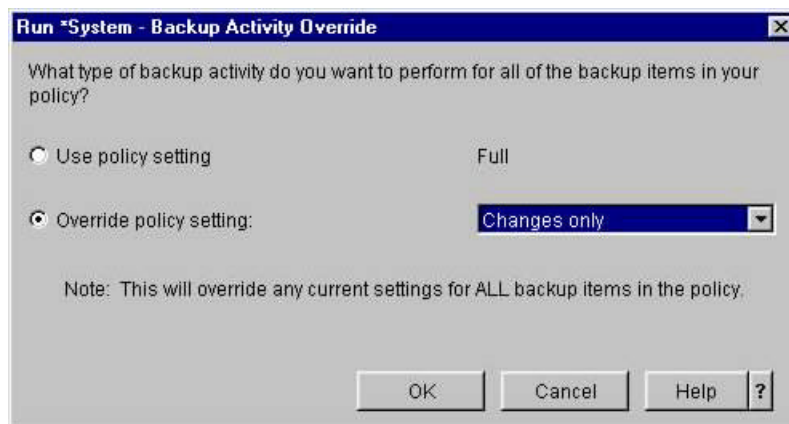 Run *System - Backup Activity Override
What type of backup activity do you want to perform for all of the backup items in your
policy?
Use policy setting Full
Override policy setting: Changes only
Note: This will override any current settings for ALL backup items in the policy.
OK Cancel Help ?